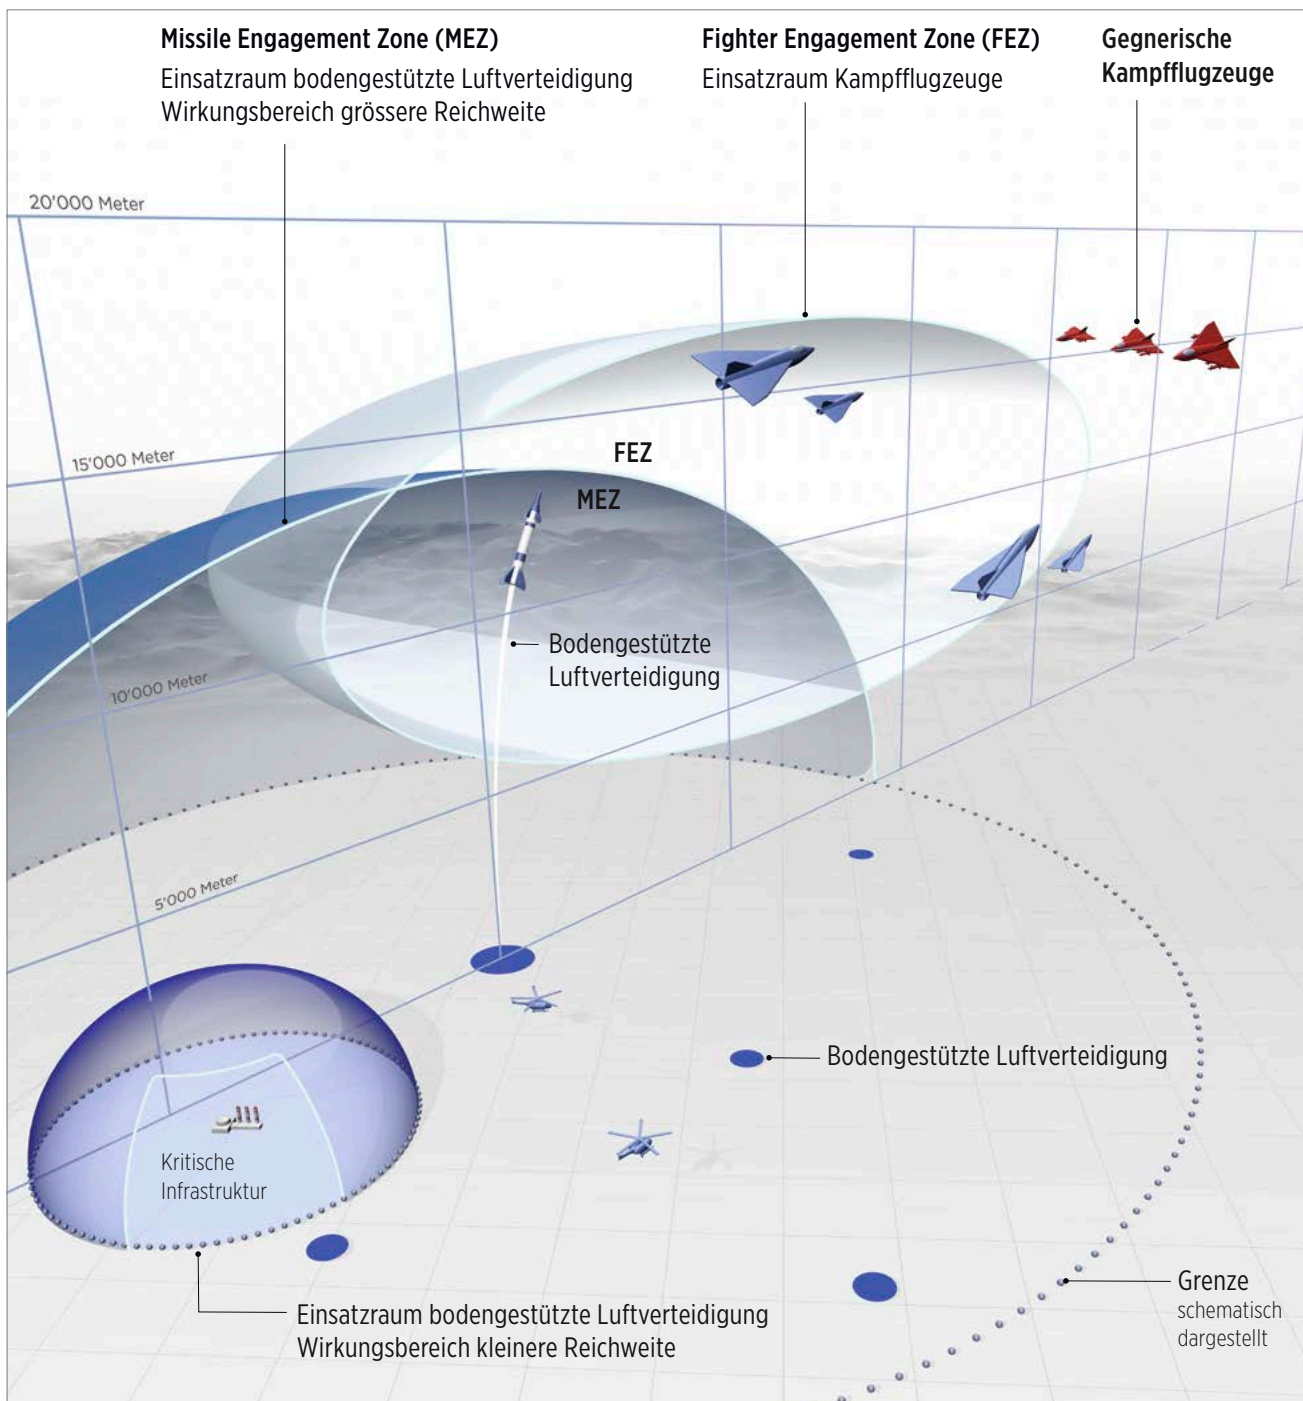 Missile Engagement Zone (MEZ)
Einsatzraum bodengestützte Luftverteidigung
Wirkungsbereich grössere Reichweite
Fighter Engagement Zone (FEZ)
Einsatzraum Kampfflugzeuge
Gegnerische
Kampfflugzeuge
20'000 Meter
15'000 Meter
FEZ
MEZ
Bodengestützte
Luftverteidigung
10'000 Meter
5'000 Meter
Bodengestützte Luftverteidigung
Kritische
Infrastruktur
Einsatzraum bodengestützte Luftverteidigung
Wirkungsbereich kleinere Reichweite
Grenze
schematisch
dargestellt